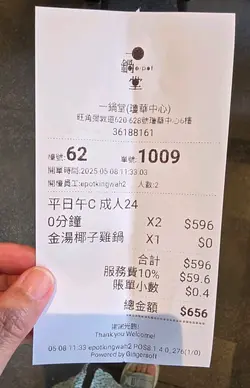 一鍋堂(瓊華中心)
旺角彌敦道620-628號瓊華中心6樓
36188161
檯號:62 單號:1009
開單時間:2025-05-08 11:33:03
開檯員工:epotkingwah2 人數:2
平日午C 成人24
0分鐘 X2 $596
金湯椰子雞鍋 X1 $0
合計 $596
服務費10% $59.6
賬單小數 $0.4
總金額 $656
謝謝光臨!
Thank you Welcome!
05-08 11:33 epotkingwah2 POS8 1.4.0_276(1/0)
Powered by Gingersoft